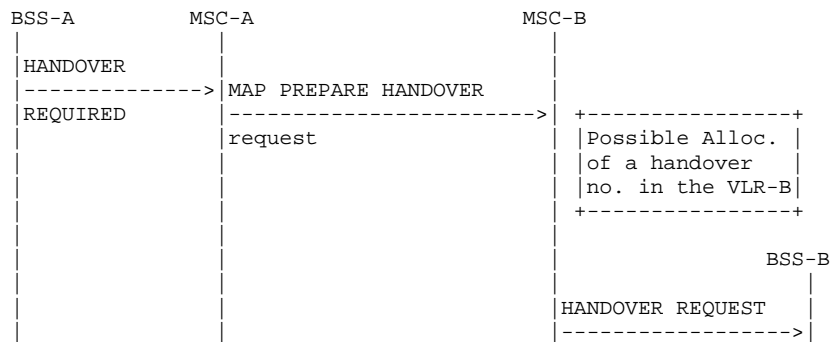 BSS-A MSC-A MSC-B
HANDOVER
MAP PREPARE HANDOVER
REQUIRED
request
Possible Alloc.
of a handover
no. in the VLR-B
BSS-B
HANDOVER REQUEST